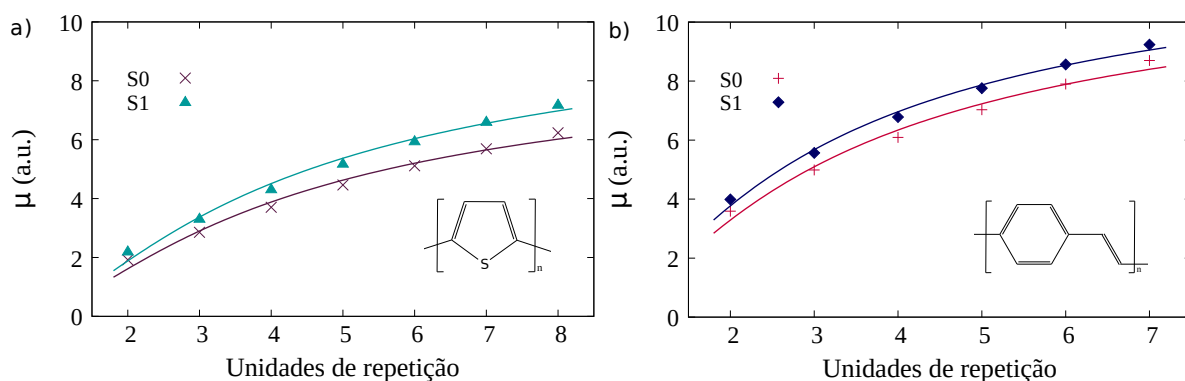 a)
10
8
6
4
2
0
μ (a.u.)
S0
S1
S
n
2 3 4 5 6 7 8
Unidades de repetição
b)
10
8
6
4
2
0
μ (a.u.)
S0
S1
n
2 3 4 5 6 7
Unidades de repetição